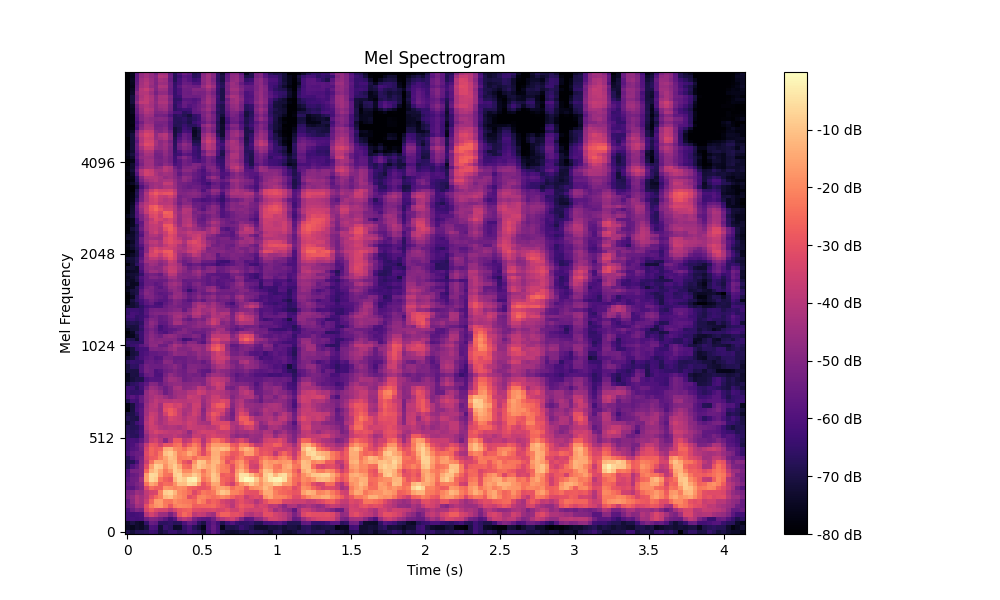 Mel Spectrogram
Mel Frequency
4096
2048
1024
512
0
0 0.5 1 1.5 2 2.5 3 3.5 4
Time (s)
-10 dB
-20 dB
-30 dB
-40 dB
-50 dB
-60 dB
-70 dB
-80 dB